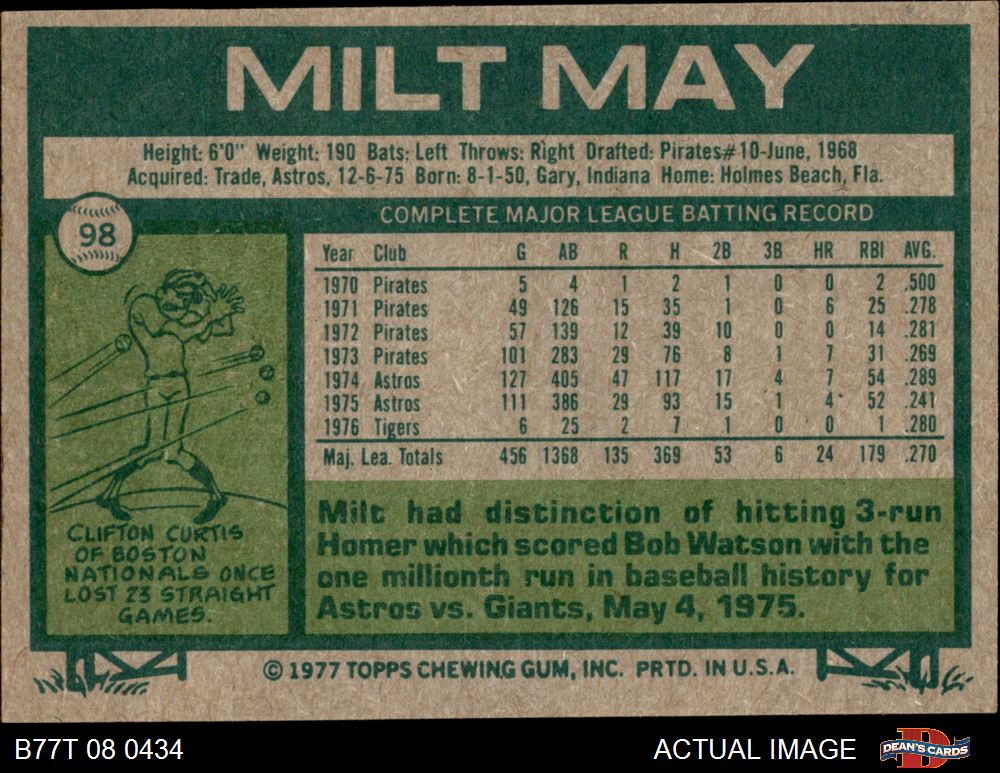 MILT MAY
Height: 6'0" Weight: 190 Bats: Left Throws: Right Drafted: Pirates#10-June, 1968
Acquired: Trade, Astros, 12-6-75 Born: 8-1-50, Gary, Indiana Home: Holmes Beach, Fla.
98
COMPLETE MAJOR LEAGUE BATTING RECORD
Year Club G AB R H 2B 3B HR RBI AVG.
1970 Pirates 5 4 1 2 1 0 0 2 .500
1971 Pirates 49 126 15 35 1 0 6 25 .278
1972 Pirates 57 139 12 39 10 0 0 14 .281
1973 Pirates 101 283 29 76 8 1 7 31 .269
1974 Astros 127 405 47 117 17 4 7 54 .289
1975 Astros 111 386 29 93 15 1 4 52 .241
1976 Tigers 6 25 2 7 1 0 0 1 .280
Maj. Lea. Totals 456 1368 135 369 53 6 24 179 .270
CLIFTON CURTIS
OF BOSTON
NATIONALS ONCE
LOST 23 STRAIGHT
GAMES.
Milt had distinction of hitting 3-run
Homer which scored Bob Watson with the
one millionth run in baseball history for
Astros vs. Giants, May 4, 1975.
© 1977 TOPPS CHEWING GUM, INC. PRTD. IN U.S.A.
B77T 08 0434
ACTUAL IMAGE
B
DEAN'S CARDS